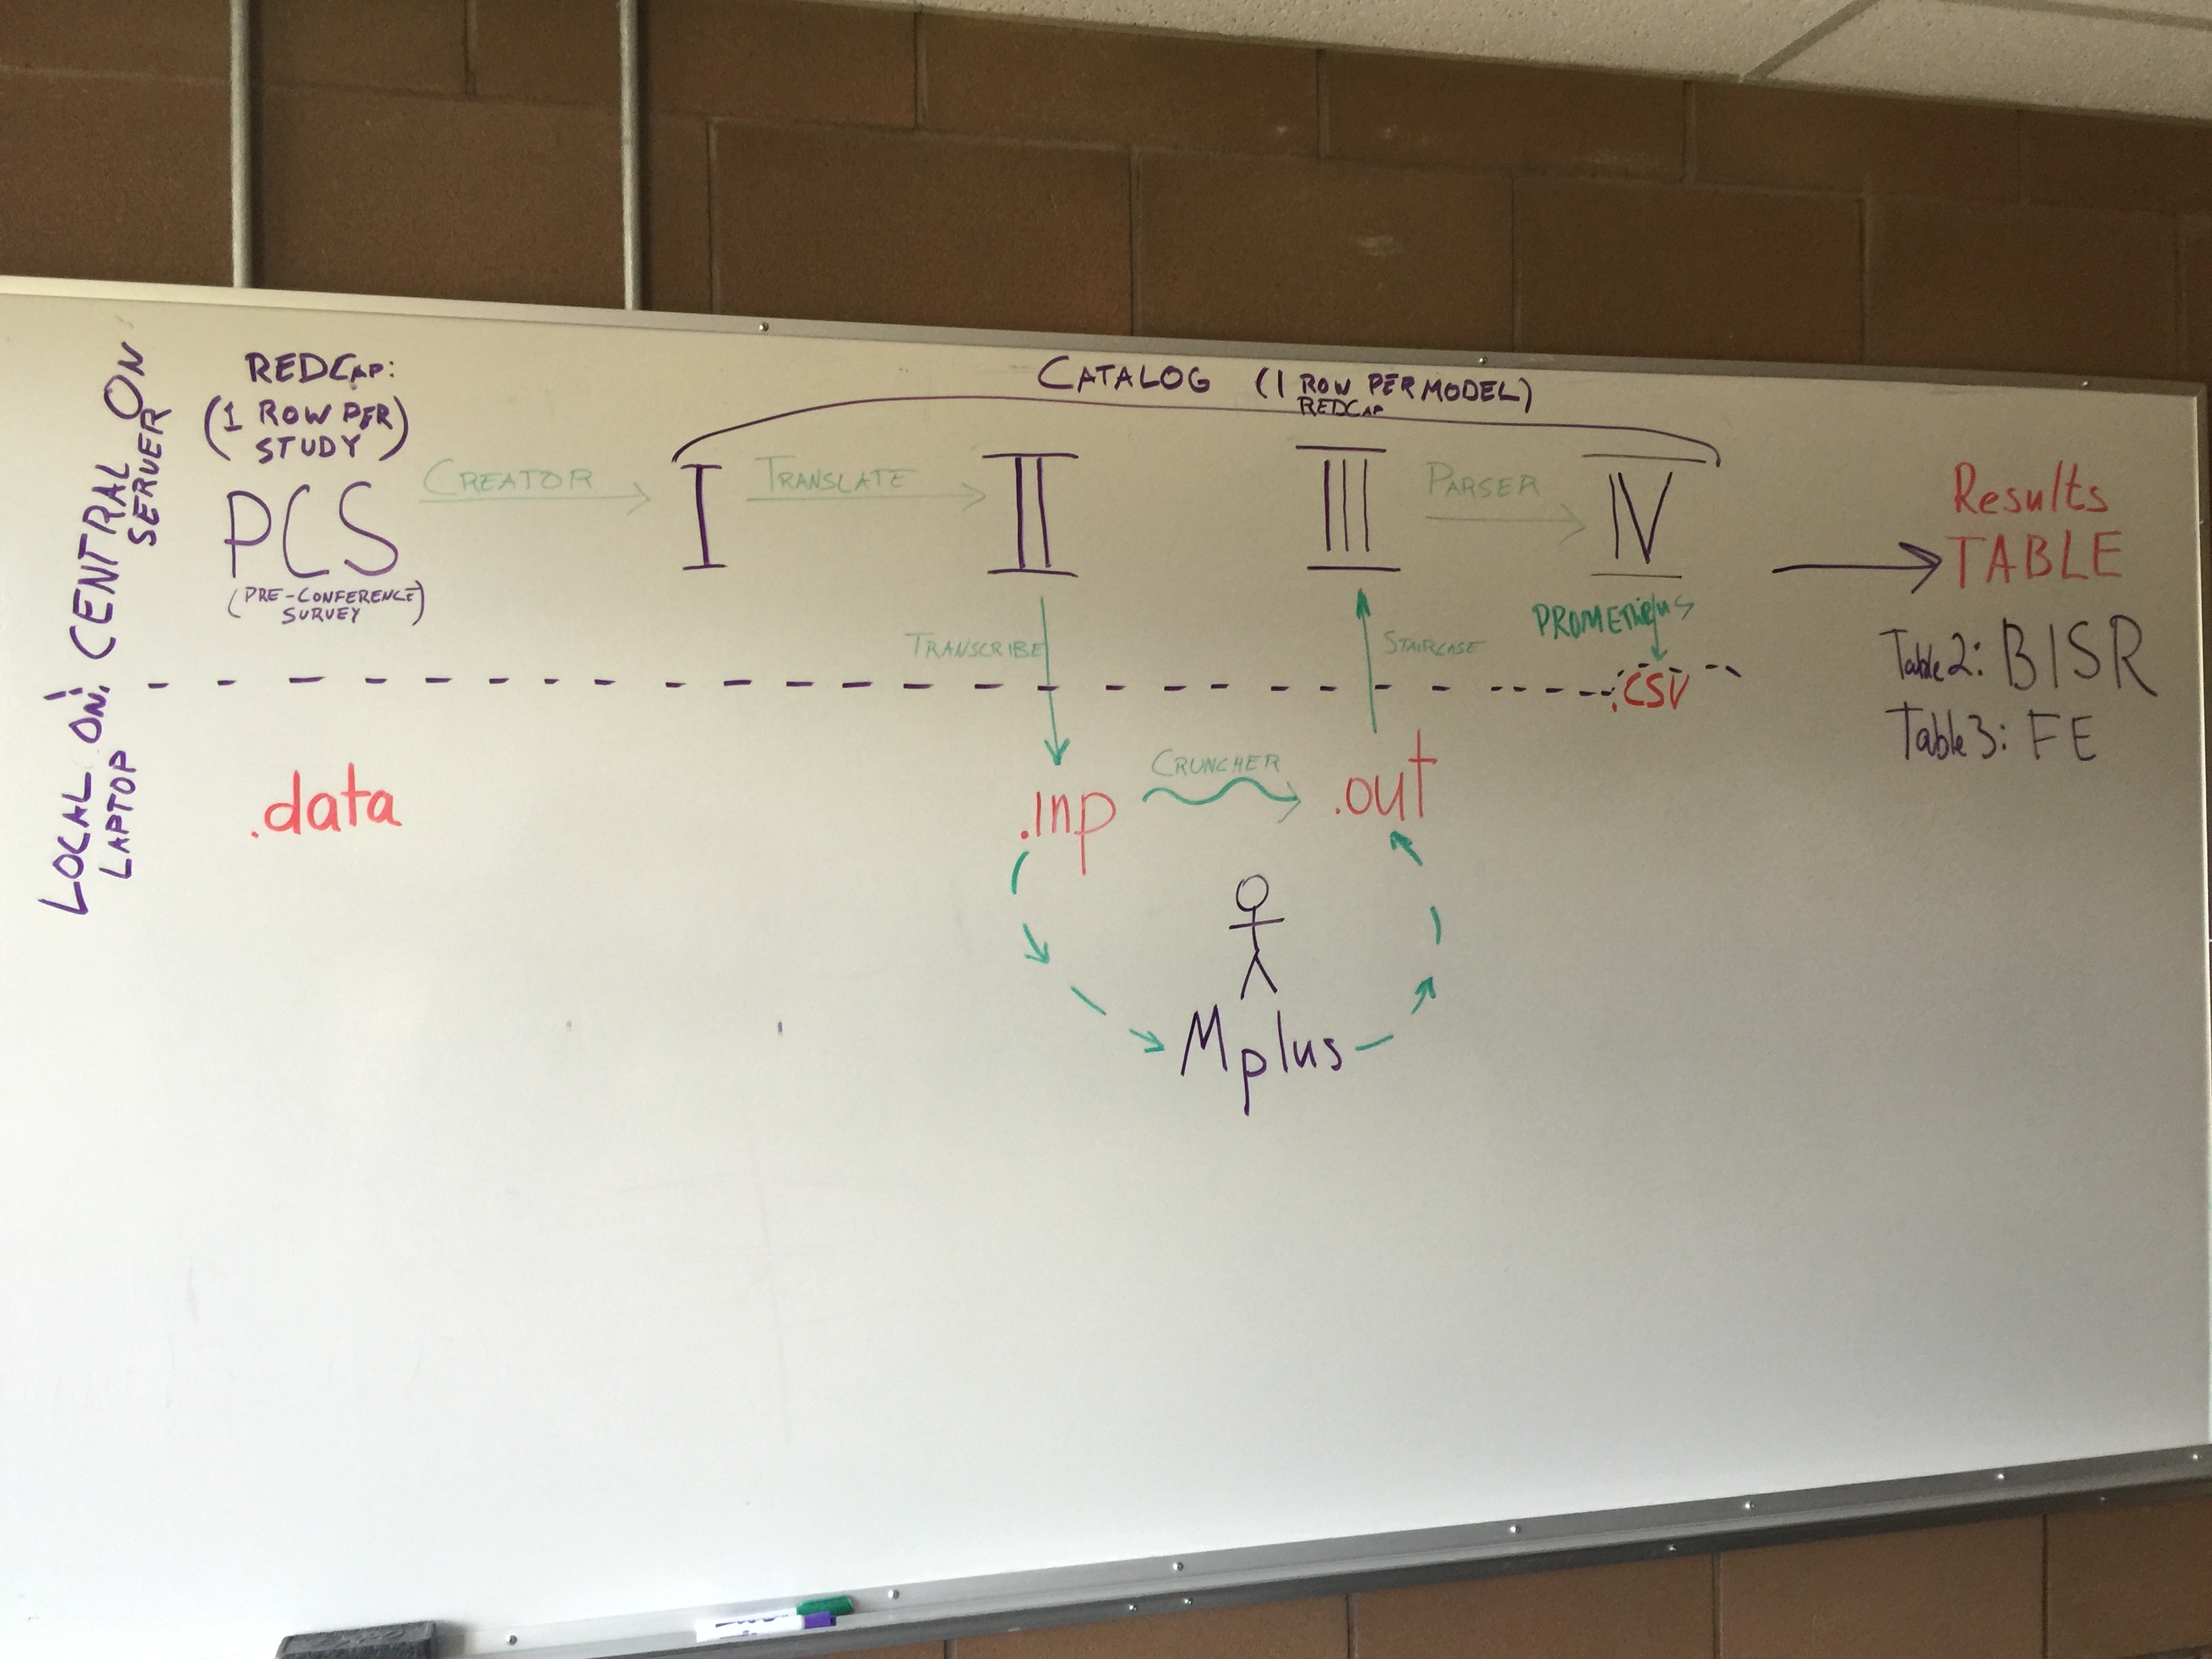 ON CENTRAL
SERVER
LOCAL ON:
LAPTOP
REDCAP:
(1 ROW PER
STUDY)
PCS
(PRE-CONFERENCE)
SURVEY
CREATOR
CATALOG (1 ROW PER MODEL)
REDCAP
I
TRANSLATE
II
III
PARSER
IV
Results
TABLE
Table 2: BISR
Table 3: FE
TRANSCRIBE
STAIRCASE
.CSV
.data
.inp
CRUNCHER
.out
Mplus